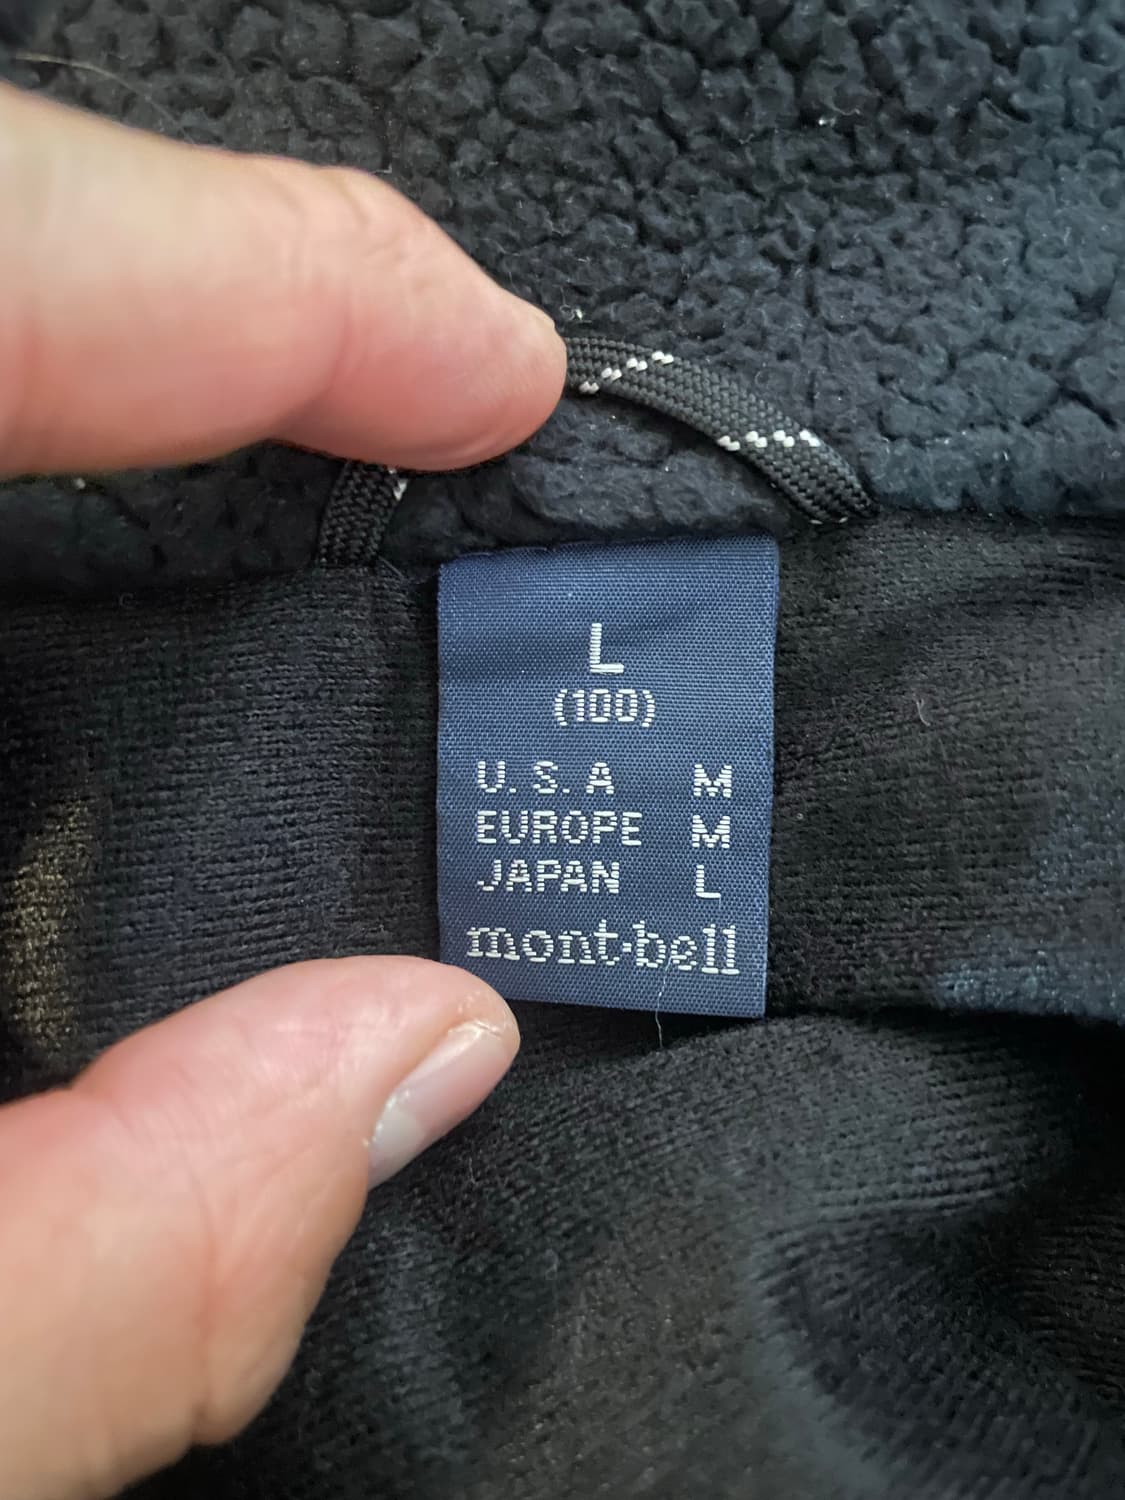 L
(100)
U.S.A M
EUROPE M
JAPAN L
mont·bell